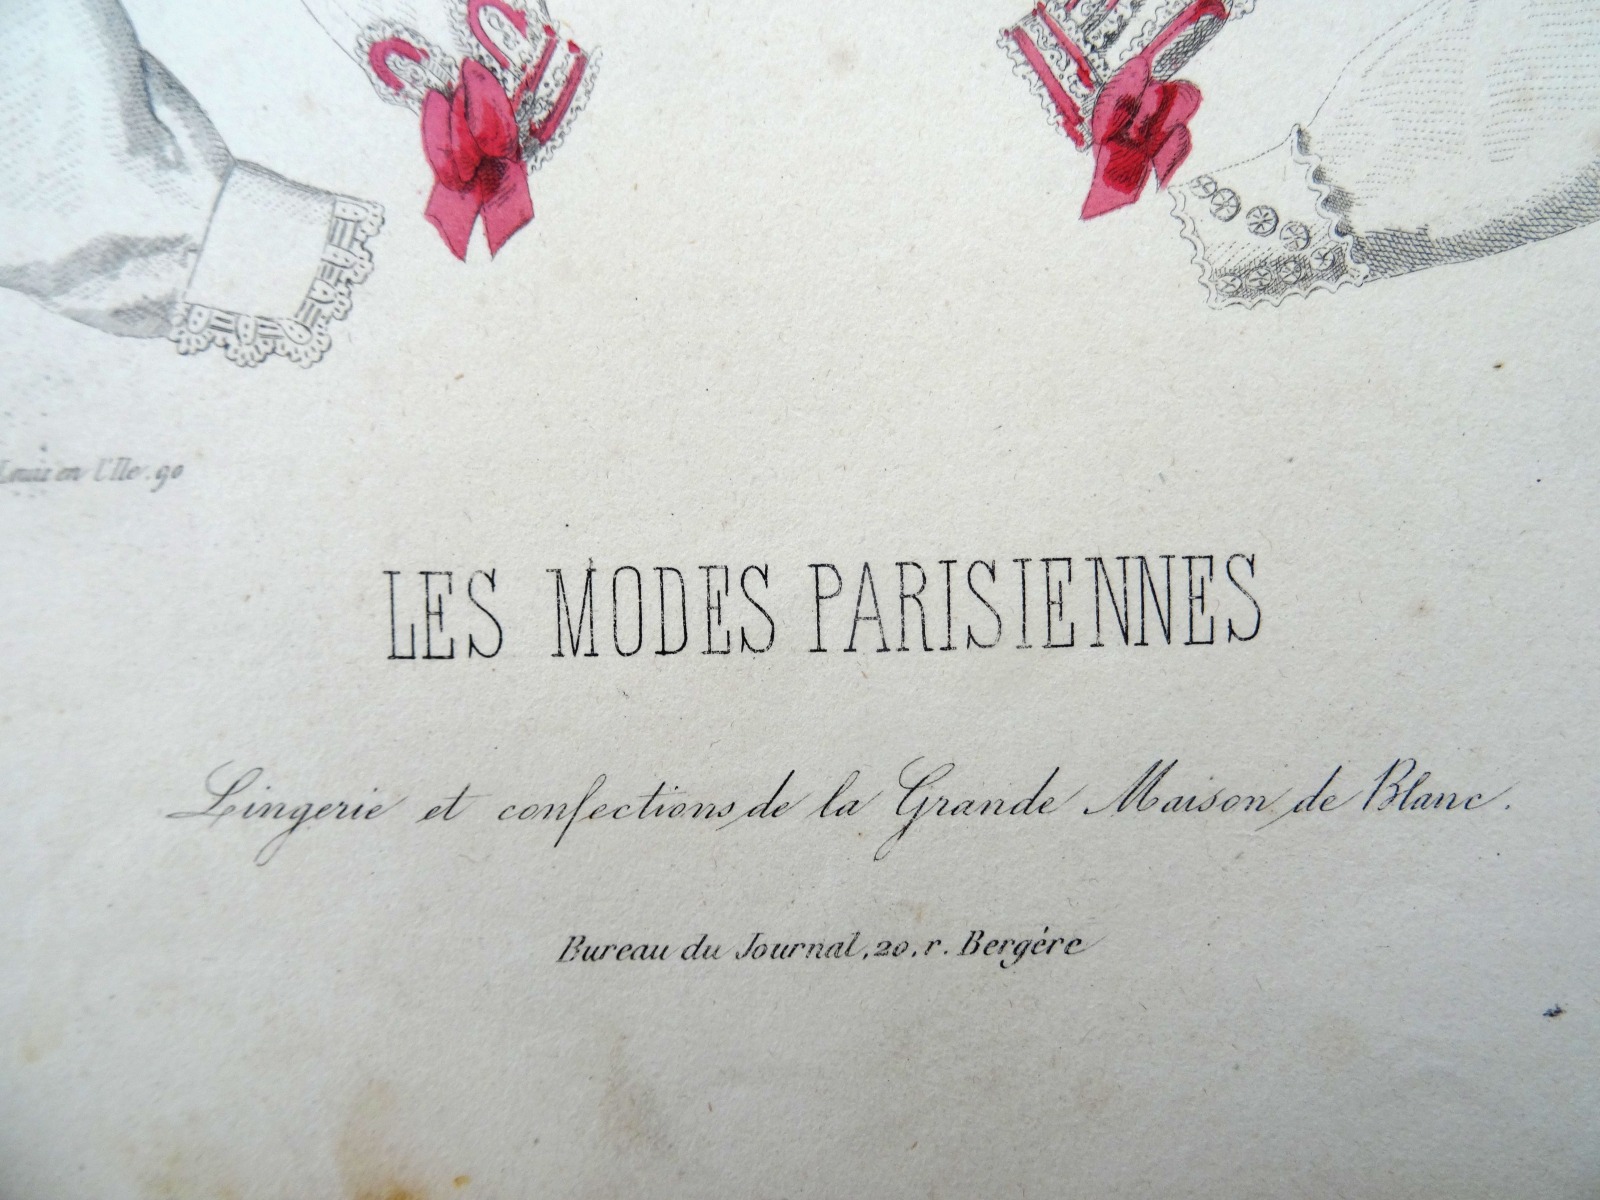 en l'Ile. 90
LES MODES PARISIENNES
Lingerie et confections de la Grande Maison de Blanc.
Bureau du Journal, 20, r. Bergère